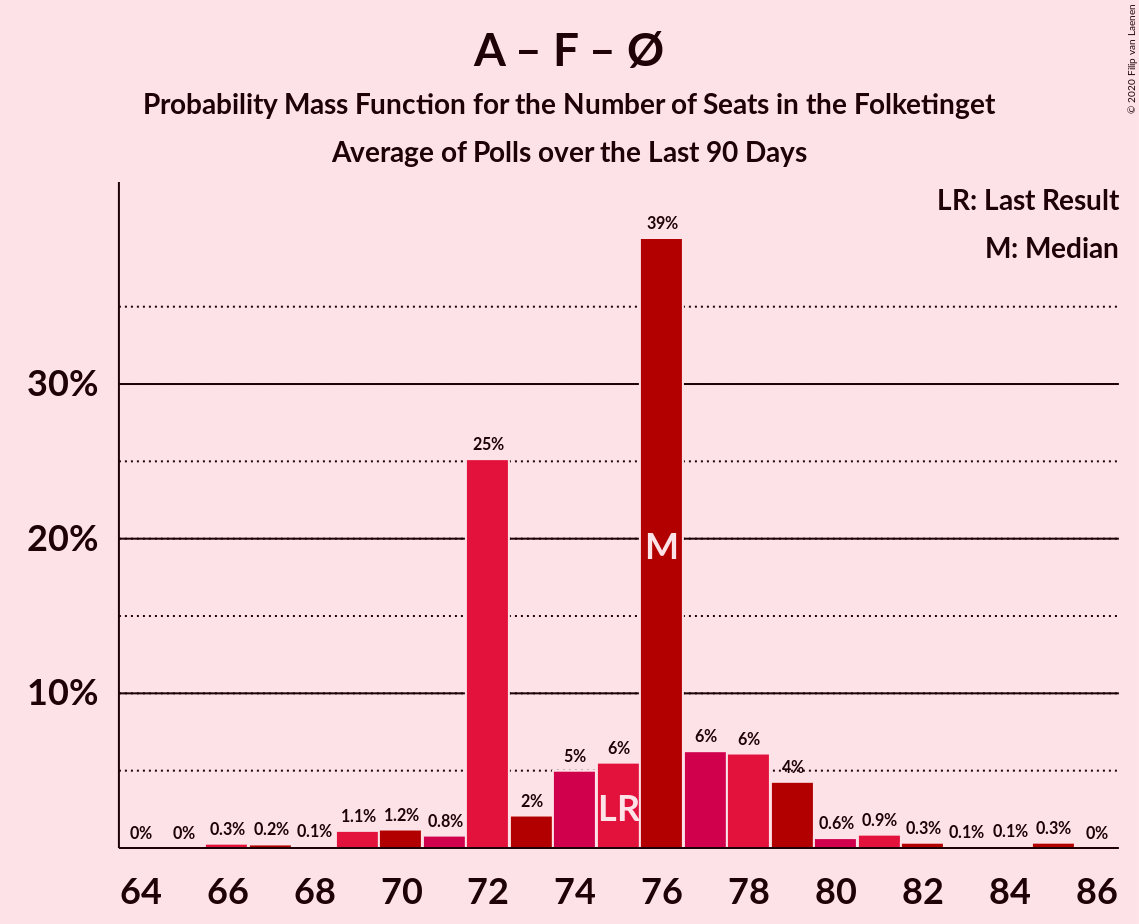 A – F – Ø
Probability Mass Function for the Number of Seats in the Folketinget
Average of Polls over the Last 90 Days
© 2020 Filip van Laenen
LR: Last Result
M: Median
30%
20%
10%
0% 0% 0.3% 0.2% 0.1% 1.1% 1.2% 0.8% 25% 2% 5% 6% 39% 6% 6% 4% 0.6% 0.9% 0.3% 0.1% 0.1% 0.3% 0%
M
LR
64 66 68 70 72 74 76 78 80 82 84 86